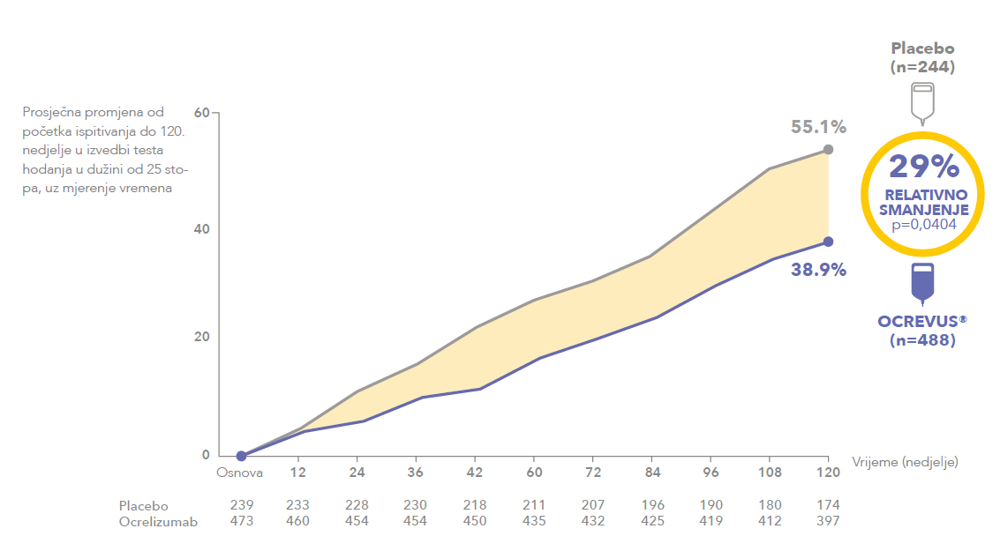 Placebo
(n=244)
Prosječna promjena od
početka ispitivanja do 120.
nedjelje u izvedbi testa
hodanja u dužini od 25 sto-
pa, uz mjerenje vremena
60
40
20
0
55.1%
38.9%
29%
RELATIVNO
SMANJENJE
p=0,0404
OCREVUS®
(n=488)
Osnova 12 24 36 42 60 72 84 96 108 120
Vrijeme (nedjelje)
Placebo 239 233 228 230 218 211 207 196 190 180 174
Ocrelizumab 473 460 454 454 450 435 432 425 419 412 397